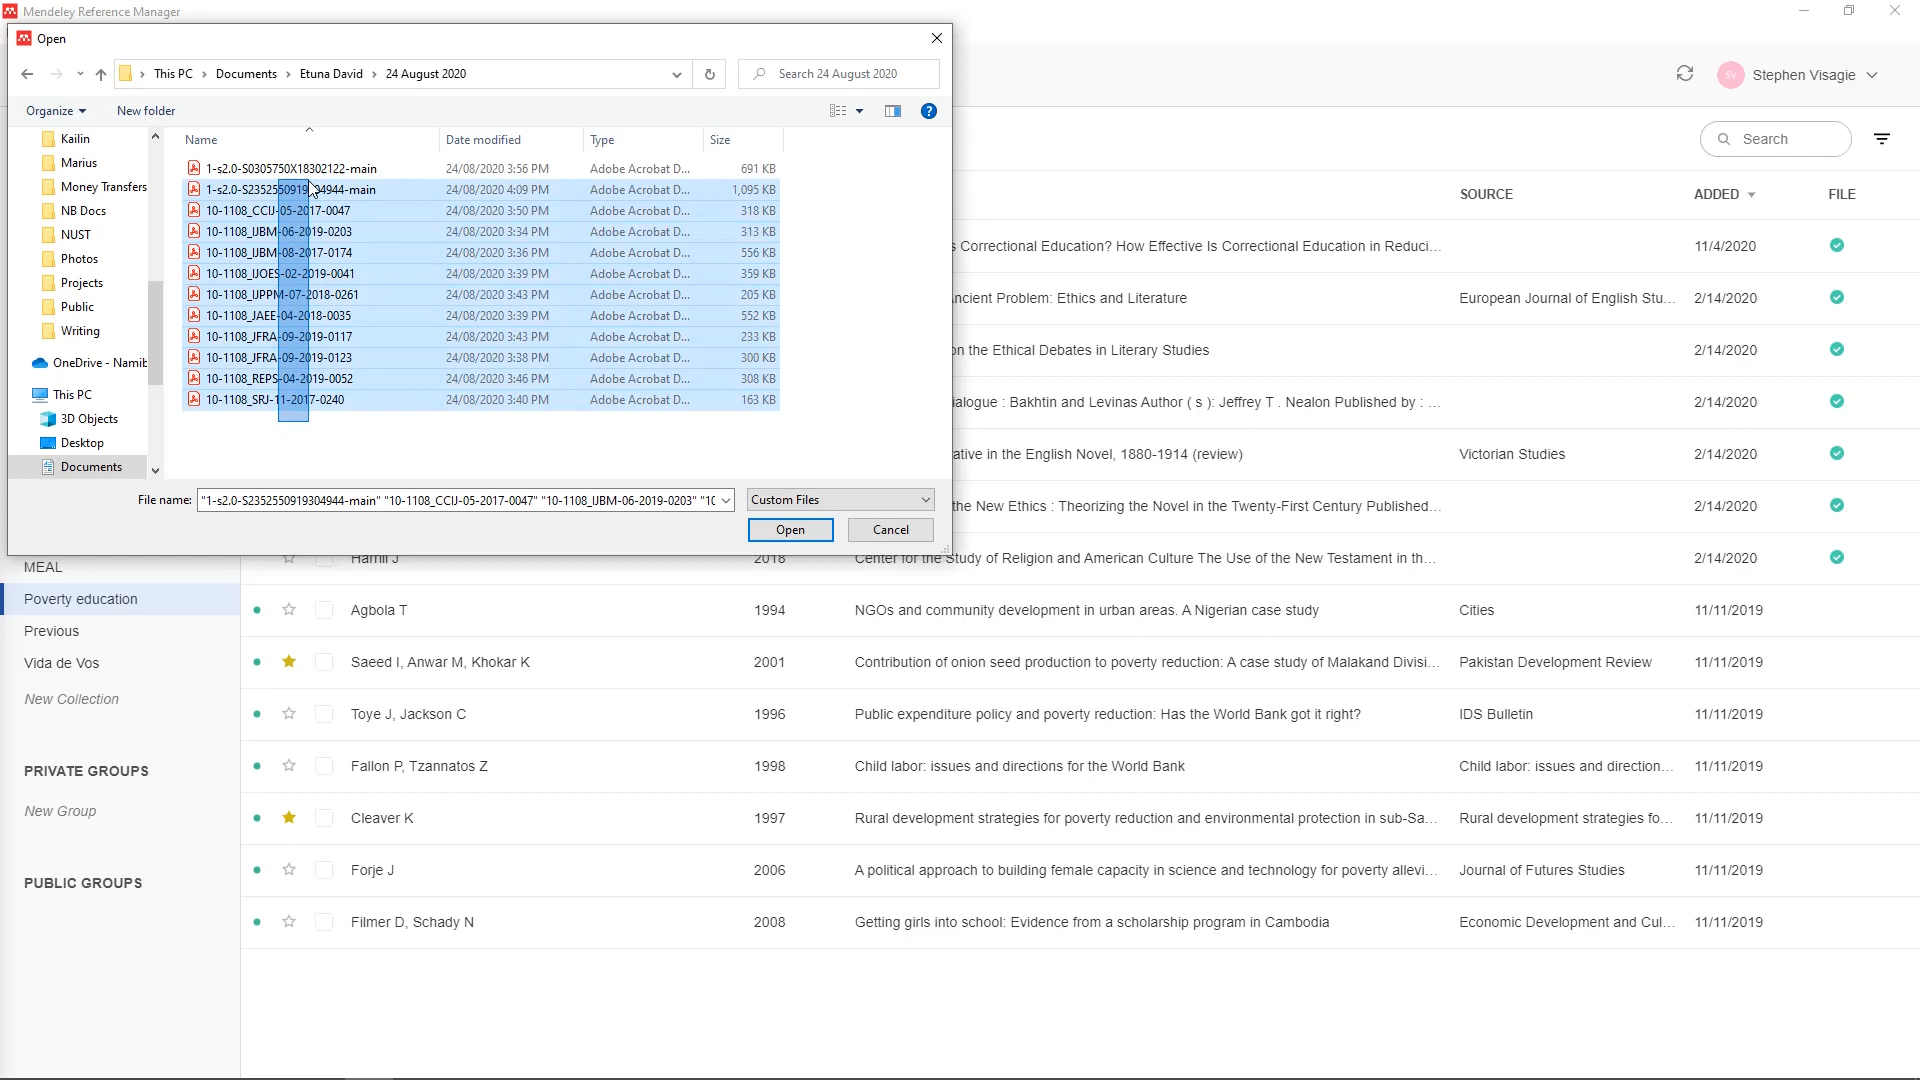 Mendeley Reference Manager
Open
This PC > Documents > Etuna David > 24 August 2020
Search 24 August 2020
Organize
New folder
Stephen Visagie
SV
Search
Kailin
Marius
Money Transfers
NB Docs
NUST
Photos
Projects
Public
Writing
OneDrive - Namib
This PC
3D Objects
Desktop
Documents
Name Date modified Type Size
1-s2.0-S0305750X18302122-main 24/08/2020 3:56 PM Adobe Acrobat D... 691 KB
1-s2.0-S2352550919304944-main 24/08/2020 4:09 PM Adobe Acrobat D... 1,095 KB
10-1108_CCIJ-05-2017-0047 24/08/2020 3:50 PM Adobe Acrobat D... 318 KB
10-1108_IJBM-06-2019-0203 24/08/2020 3:34 PM Adobe Acrobat D... 313 KB
10-1108_IJBM-08-2017-0174 24/08/2020 3:36 PM Adobe Acrobat D... 556 KB
10-1108_IJOES-02-2019-0041 24/08/2020 3:39 PM Adobe Acrobat D... 359 KB
10-1108_IJPPM-07-2018-0261 24/08/2020 3:43 PM Adobe Acrobat D... 205 KB
10-1108_JAEE-04-2018-0035 24/08/2020 3:39 PM Adobe Acrobat D... 552 KB
10-1108_JFRA-09-2019-0117 24/08/2020 3:43 PM Adobe Acrobat D... 233 KB
10-1108_JFRA-09-2019-0123 24/08/2020 3:38 PM Adobe Acrobat D... 300 KB
10-1108_REPS-04-2019-0052 24/08/2020 3:46 PM Adobe Acrobat D... 308 KB
10-1108_SRJ-11-2017-0240 24/08/2020 3:40 PM Adobe Acrobat D... 163 KB
File name: "1-s2.0-S2352550919304944-main" "10-1108_CCIJ-05-2017-0047" "10-1108_IJBM-06-2019-0203" "10
Custom Files
Open
Cancel
SOURCE ADDED FILE
s Correctional Education? How Effective Is Correctional Education in Reduci... 11/4/2020
Ancient Problem: Ethics and Literature European Journal of English Stu... 2/14/2020
on the Ethical Debates in Literary Studies 2/14/2020
ialogue : Bakhtin and Levinas Author ( s ): Jeffrey T . Nealon Published by : ... 2/14/2020
ative in the English Novel, 1880-1914 (review) Victorian Studies 2/14/2020
the New Ethics : Theorizing the Novel in the Twenty-First Century Published... 2/14/2020
Harrill J 2018 Center for the Study of Religion and American Culture The Use of the New Testament in th... 2/14/2020
Agbola T 1994 NGOs and community development in urban areas. A Nigerian case study Cities 11/11/2019
Saeed I, Anwar M, Khokar K 2001 Contribution of onion seed production to poverty reduction: A case study of Malakand Divisi... Pakistan Development Review 11/11/2019
Toye J, Jackson C 1996 Public expenditure policy and poverty reduction: Has the World Bank got it right? IDS Bulletin 11/11/2019
Fallon P, Tzannatos Z 1998 Child labor: issues and directions for the World Bank Child labor: issues and direction... 11/11/2019
Cleaver K 1997 Rural development strategies for poverty reduction and environmental protection in sub-Sa... Rural development strategies fo... 11/11/2019
Forje J 2006 A political approach to building female capacity in science and technology for poverty allevi... Journal of Futures Studies 11/11/2019
Filmer D, Schady N 2008 Getting girls into school: Evidence from a scholarship program in Cambodia Economic Development and Cul... 11/11/2019
MEAL
Poverty education
Previous
Vida de Vos
New Collection
PRIVATE GROUPS
New Group
PUBLIC GROUPS